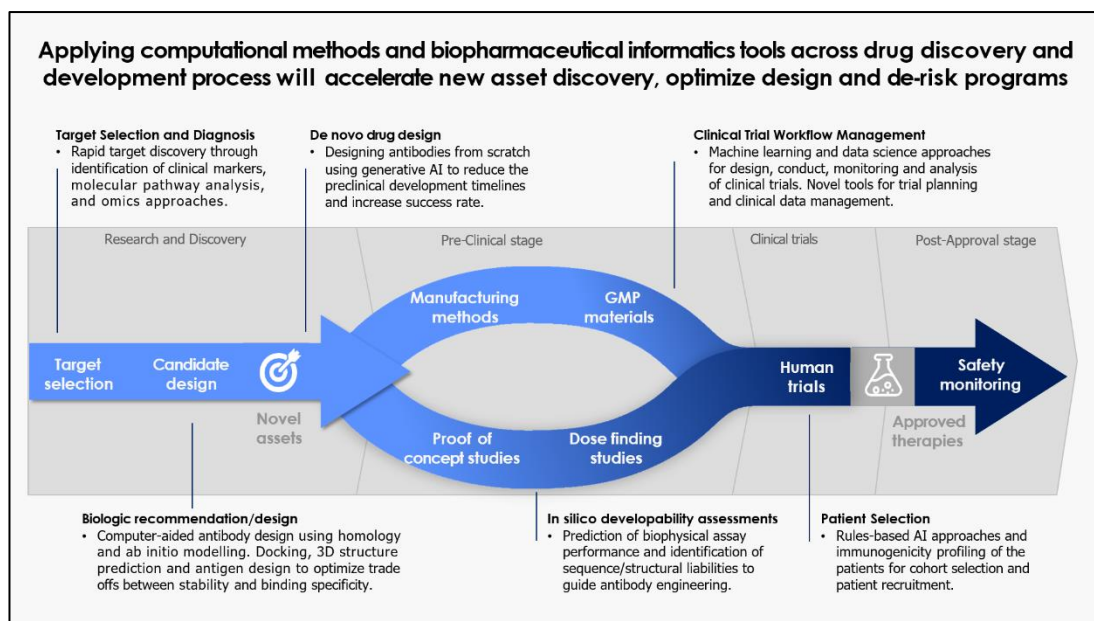 Applying computational methods and biopharmaceutical informatics tools across drug discovery and
development process will accelerate new asset discovery, optimize design and de-risk programs
Target Selection and Diagnosis
• Rapid target discovery through
identification of clinical markers,
molecular pathway analysis,
and omics approaches.
De novo drug design
• Designing antibodies from scratch
using generative AI to reduce the
preclinical development timelines
and increase success rate.
Clinical Trial Workflow Management
• Machine learning and data science approaches
for design, conduct, monitoring and analysis
of clinical trials. Novel tools for trial planning
and clinical data management.
Research and Discovery
Pre-Clinical stage
Clinical trials
Post-Approval stage
Target
selection
Candidate
design
Novel
assets
Manufacturing
methods
GMP
materials
Proof of
concept studies
Dose finding
studies
Human
trials
Approved
therapies
Safety
monitoring
Biologic recommendation/design
• Computer-aided antibody design using homology
and ab initio modelling. Docking, 3D structure
prediction and antigen design to optimize trade
offs between stability and binding specificity.
In silico developability assessments
• Prediction of biophysical assay
performance and identification of
sequence/structural liabilities to
guide antibody engineering.
Patient Selection
• Rules-based AI approaches and
immunogenicity profiling of the
patients for cohort selection and
patient recruitment.